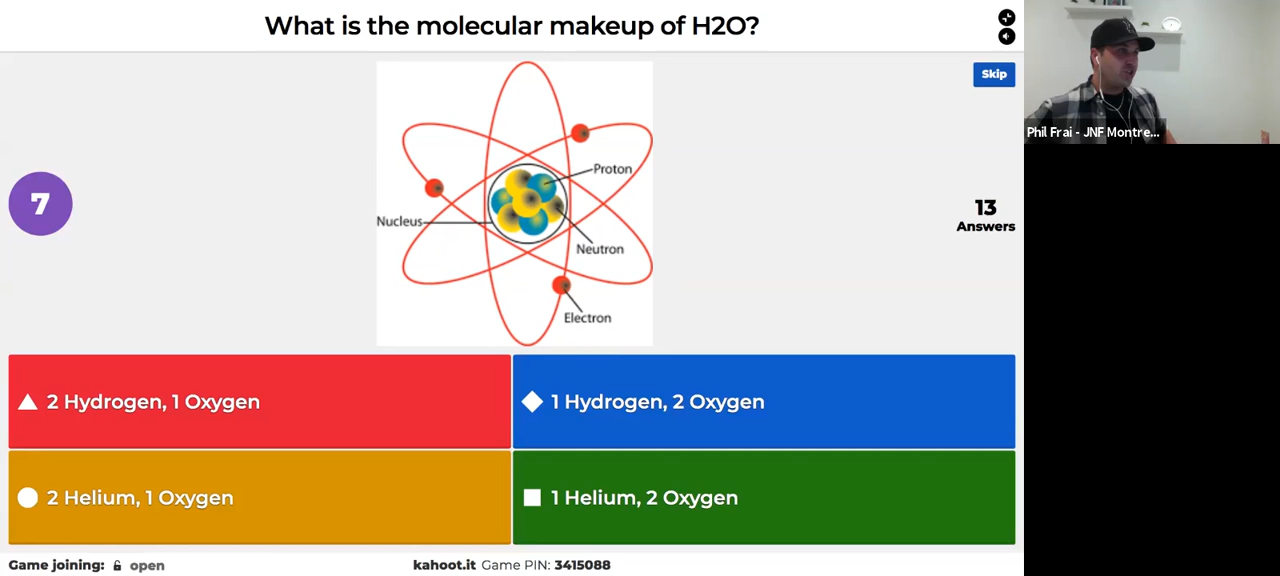 What is the molecular makeup of H2O?
Skip
Phil Frai - JNF Montre...
7
Proton
Nucleus
Neutron
Electron
13
Answers
2 Hydrogen, 1 Oxygen
1 Hydrogen, 2 Oxygen
2 Helium, 1 Oxygen
1 Helium, 2 Oxygen
Game joining: open
kahoot.it Game PIN: 3415088